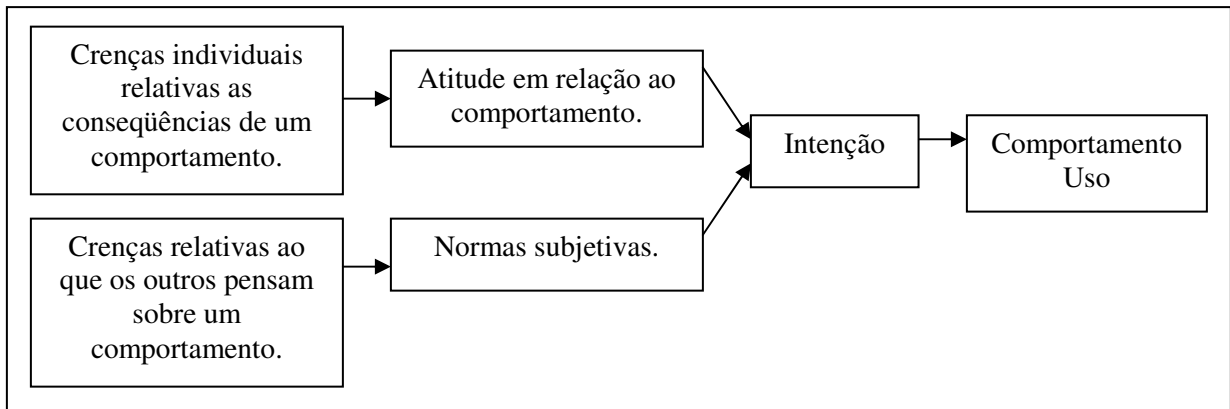 Crenças individuais
relativas as
conseqüências de um
comportamento.
Atitude em relação ao
comportamento.
Intenção
Comportamento
Uso
Crenças relativas ao
que os outros pensam
sobre um
comportamento.
Normas subjetivas.